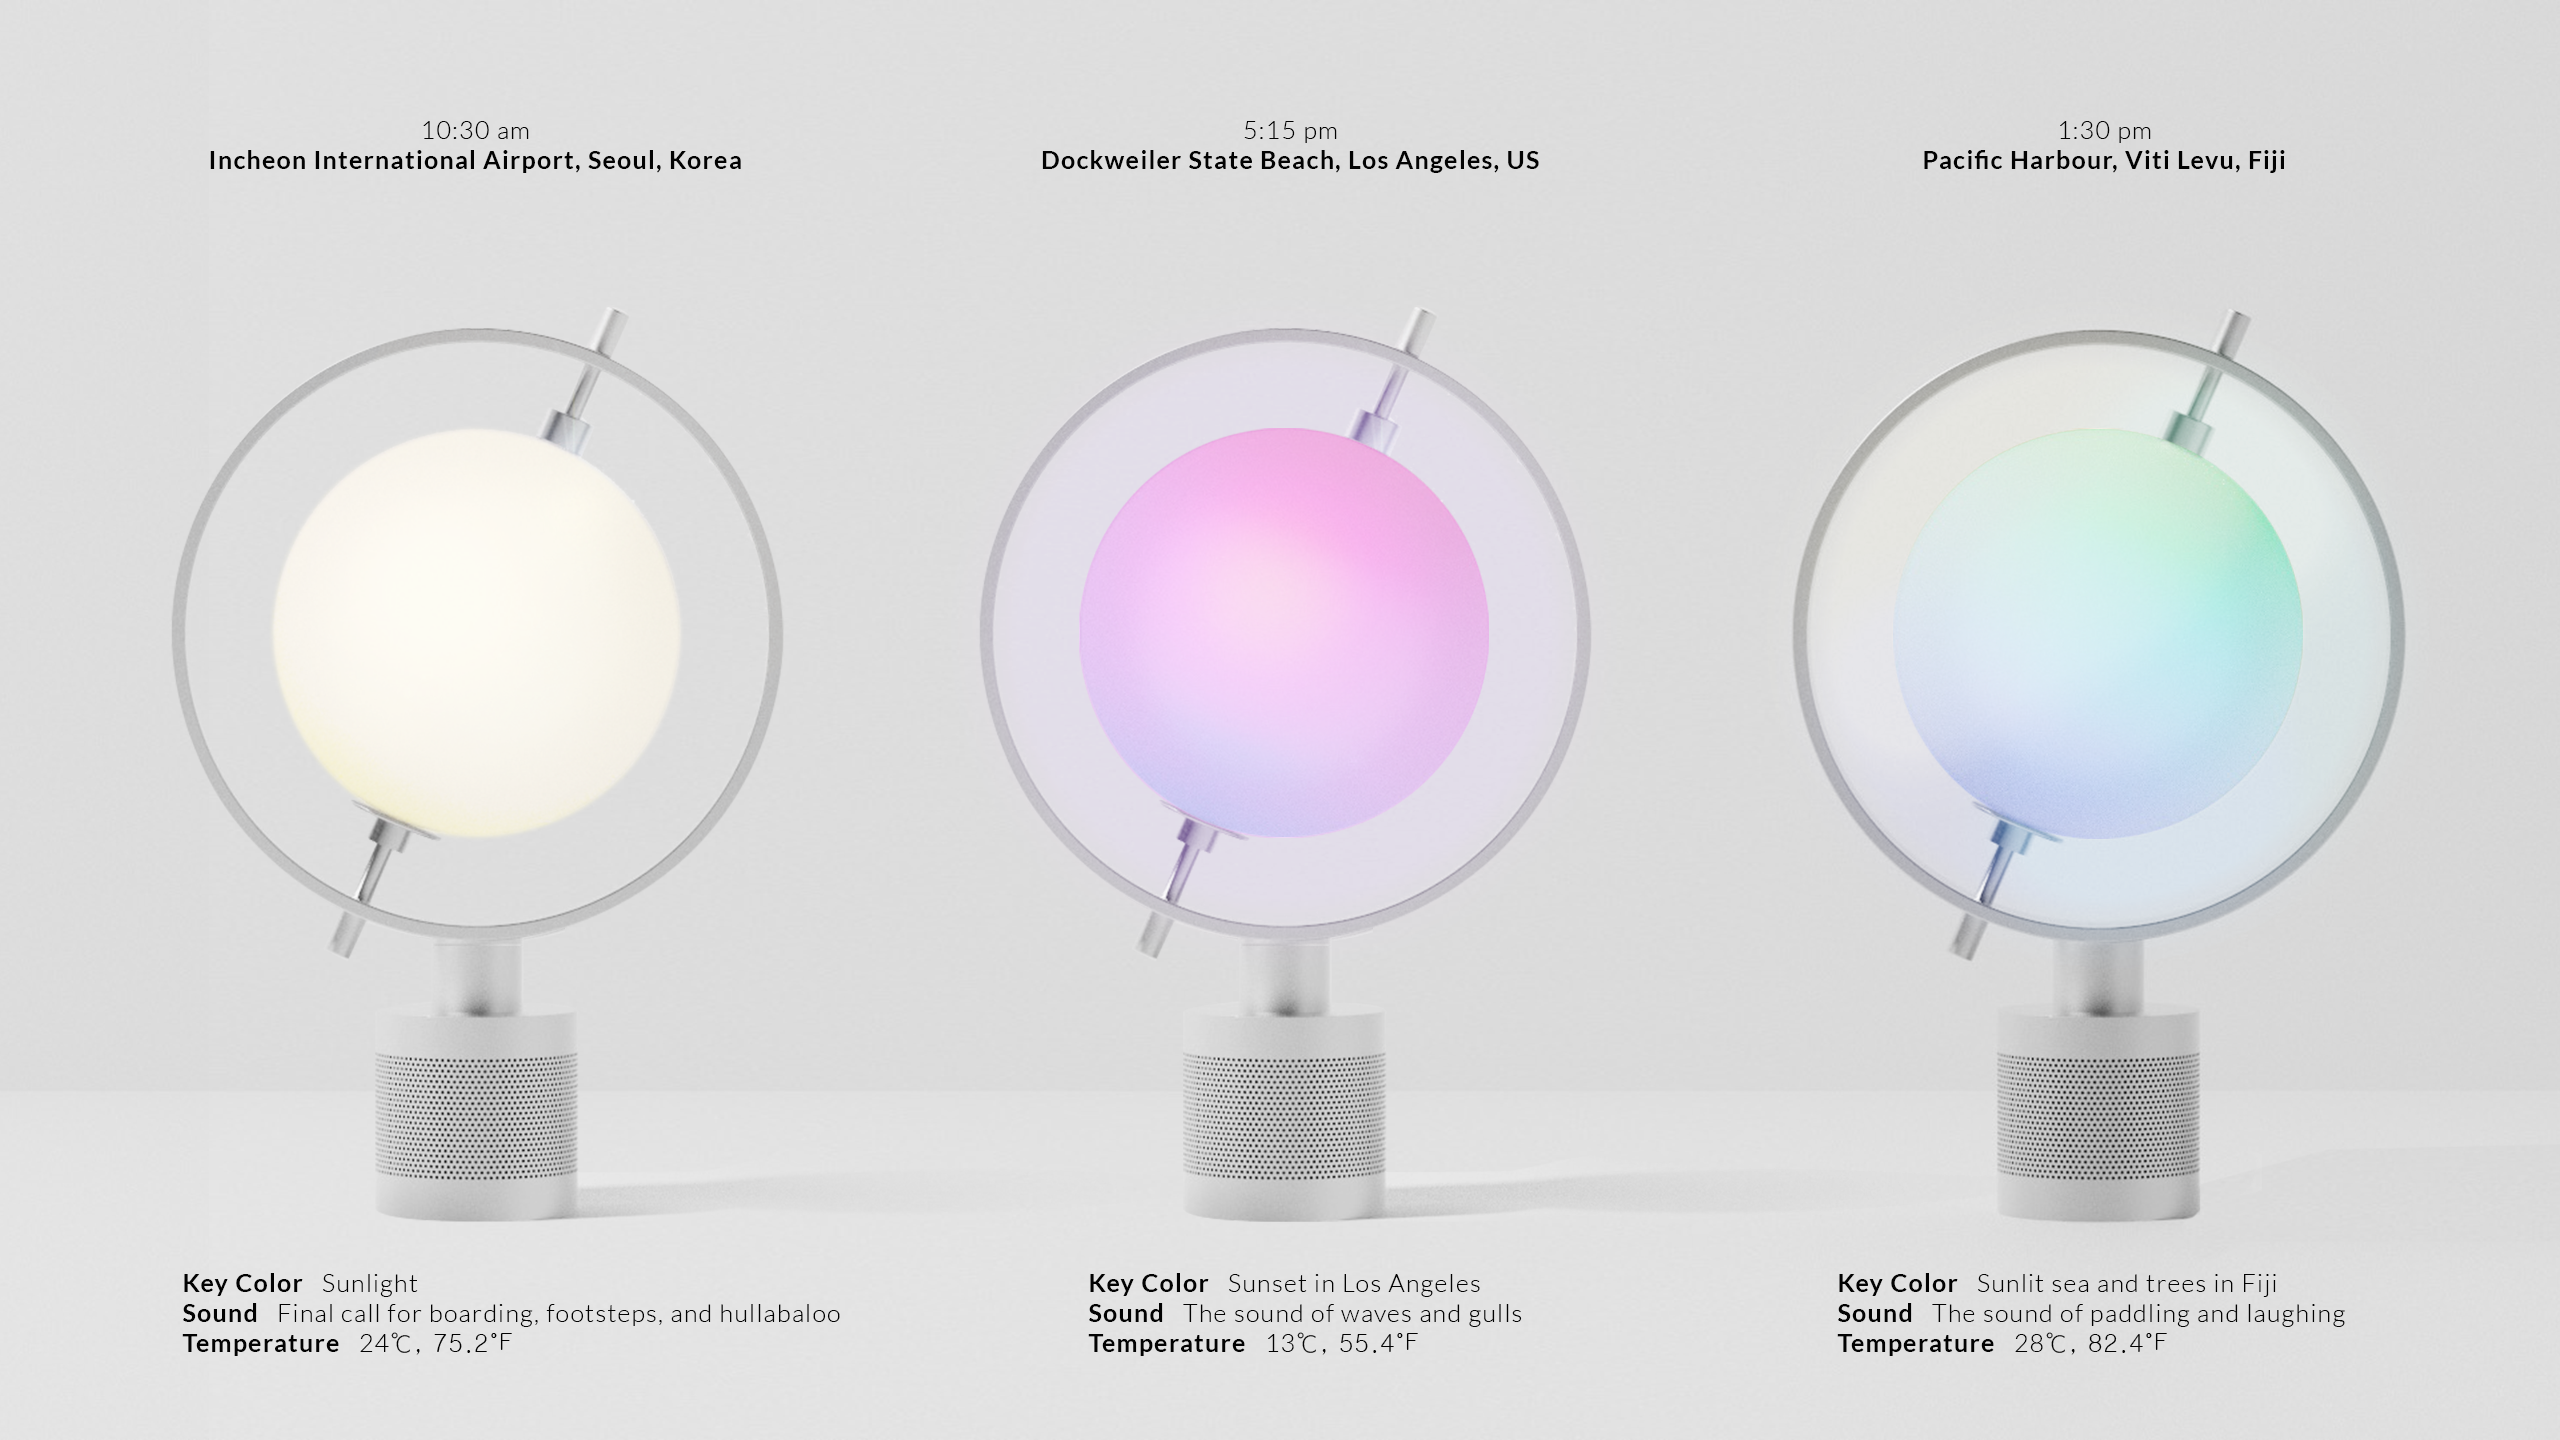 10:30 am
Incheon International Airport, Seoul, Korea
Key Color Sunlight
Sound Final call for boarding, footsteps, and hullabaloo
Temperature 24℃, 75.2°F
5:15 pm
Dockweiler State Beach, Los Angeles, US
Key Color Sunset in Los Angeles
Sound The sound of waves and gulls
Temperature 13℃, 55.4°F
1:30 pm
Pacific Harbour, Viti Levu, Fiji
Key Color Sunlit sea and trees in Fiji
Sound The sound of paddling and laughing
Temperature 28℃, 82.4°F